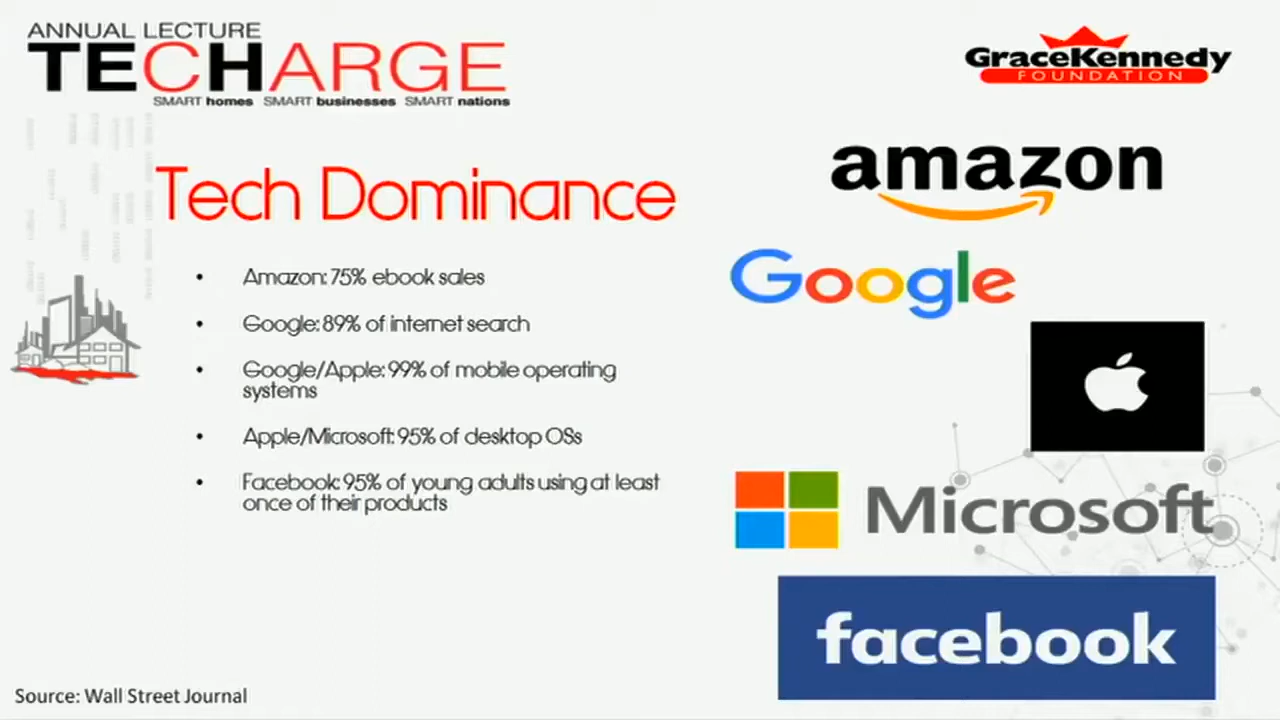 ANNUAL LECTURE
TECHARGE
SMART homes SMART businesses SMART nations
GraceKennedy
FOUNDATION
Tech Dominance
• Amazon: 75% ebook sales
• Google: 89% of internet search
• Google/Apple: 99% of mobile operating
systems
• Apple/Microsoft: 95% of desktop OSs
• Facebook: 95% of young adults using at least
once of their products
amazon
Google
Microsoft
facebook
Source: Wall Street Journal